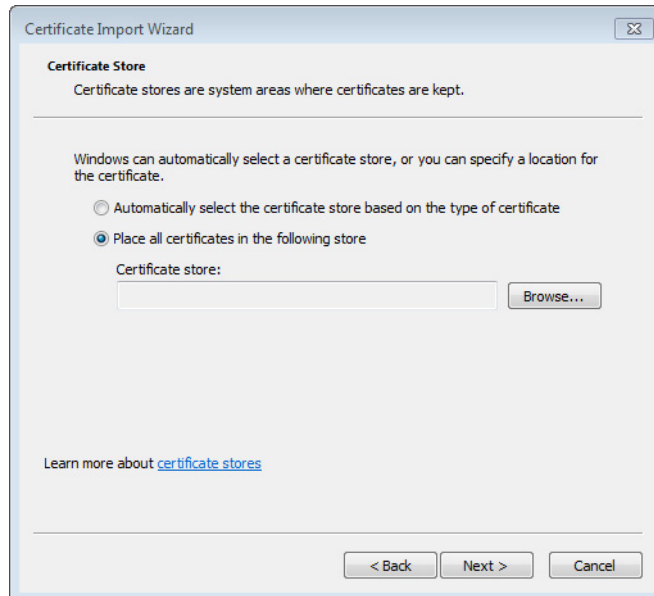 Certificate Import Wizard
Certificate Store
Certificate stores are system areas where certificates are kept.
Windows can automatically select a certificate store, or you can specify a location for
the certificate.
Automatically select the certificate store based on the type of certificate
Place all certificates in the following store
Certificate store:
Browse...
Learn more about certificate stores
< Back Next > Cancel